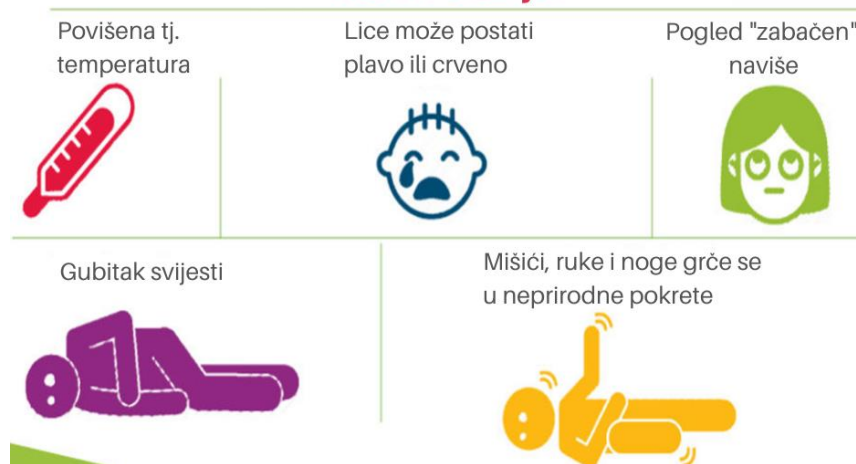 Povišena tj.
temperatura
Lice može postati
plavo ili crveno
Pogled "zabačen"
naviše
Gubitak svijesti
Mišići, ruke i noge grče se
u neprirodne pokrete